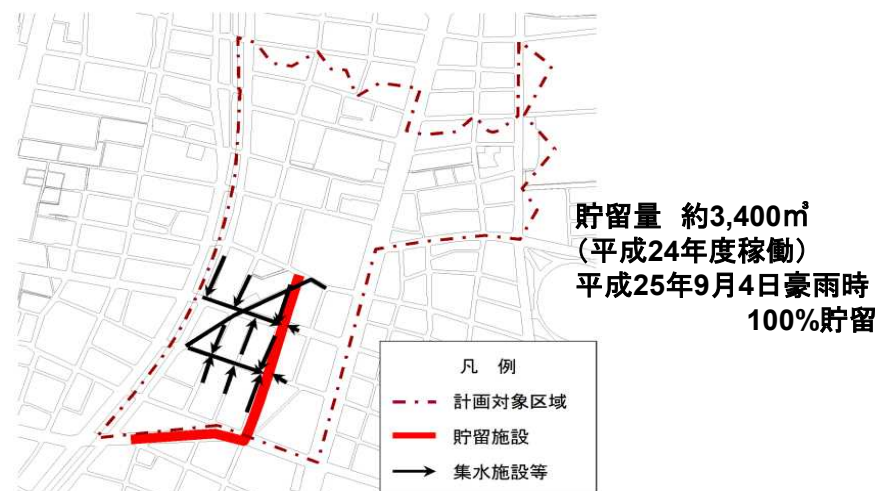 貯留量 約3,400㎥
(平成24年度稼働)
平成25年9月4日豪雨時
100%貯留
凡 例
計画対象区域
貯留施設
集水施設等